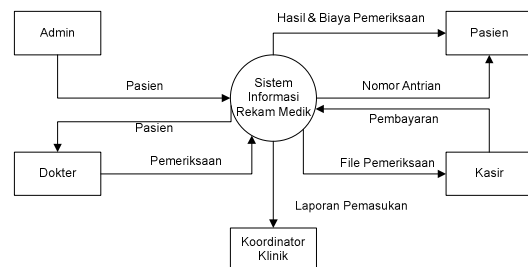 Admin
Hasil & Biaya Pemeriksaan
Pasien
Pasien
Sistem
Informasi
Rekam Medik
Nomor Antrian
Pasien
Pembayaran
Dokter
Pemeriksaan
File Pemeriksaan
Kasir
Laporan Pemasukan
Koordinator
Klinik